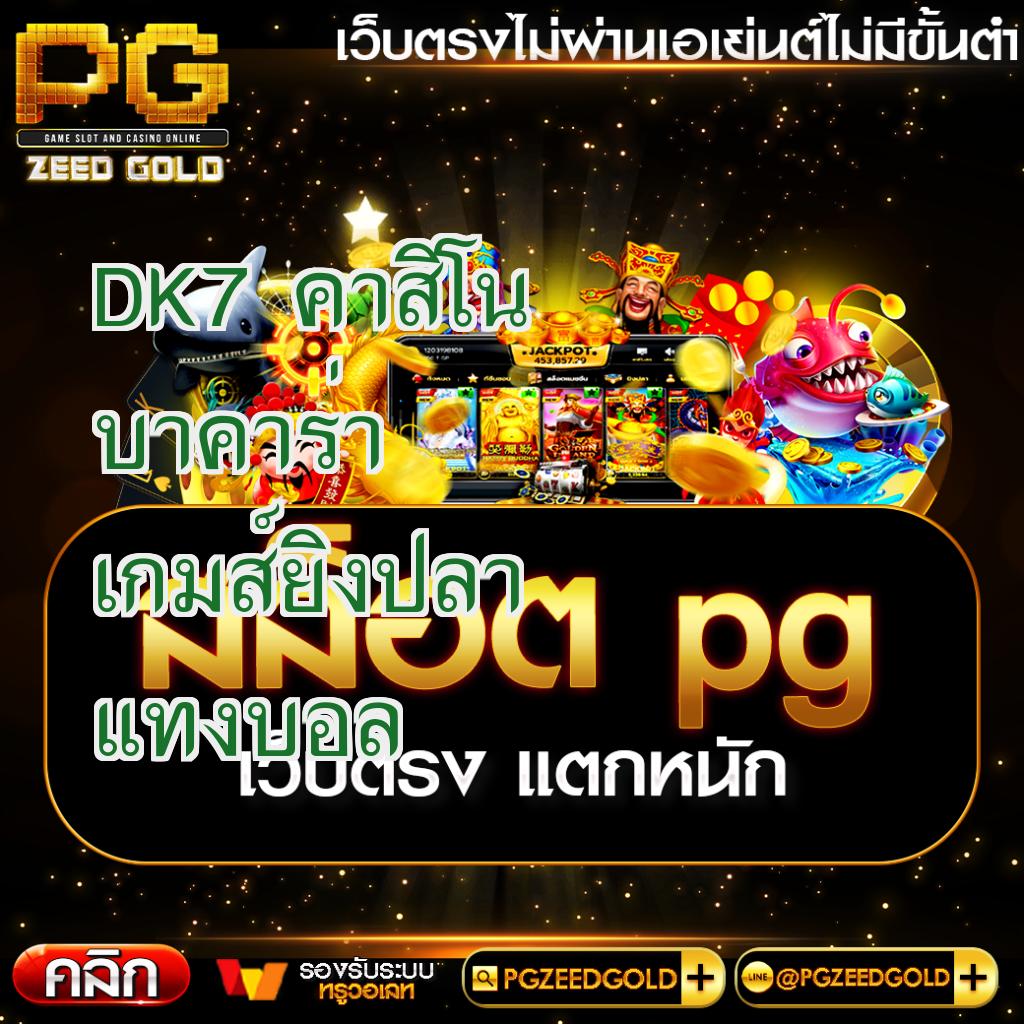 PG
เว็บตรงไม่ผ่านเอเย่นต์ไม่มีขั้นต่ำ
GAME SLOT AND CASINO ONLINE
ZEED GOLD
DK7 คาสิโน
1203198108
JACKPOT
453,857.29
บาคาร่า
เกมส์ยิงปลา
สล็อต pg
แทงบอล
เว็บตรง แตกหนัก
คลิก
รองรับระบบ
ทรูวอเลท
PGZEEDGOLD
LINE @PGZEEDGOLD